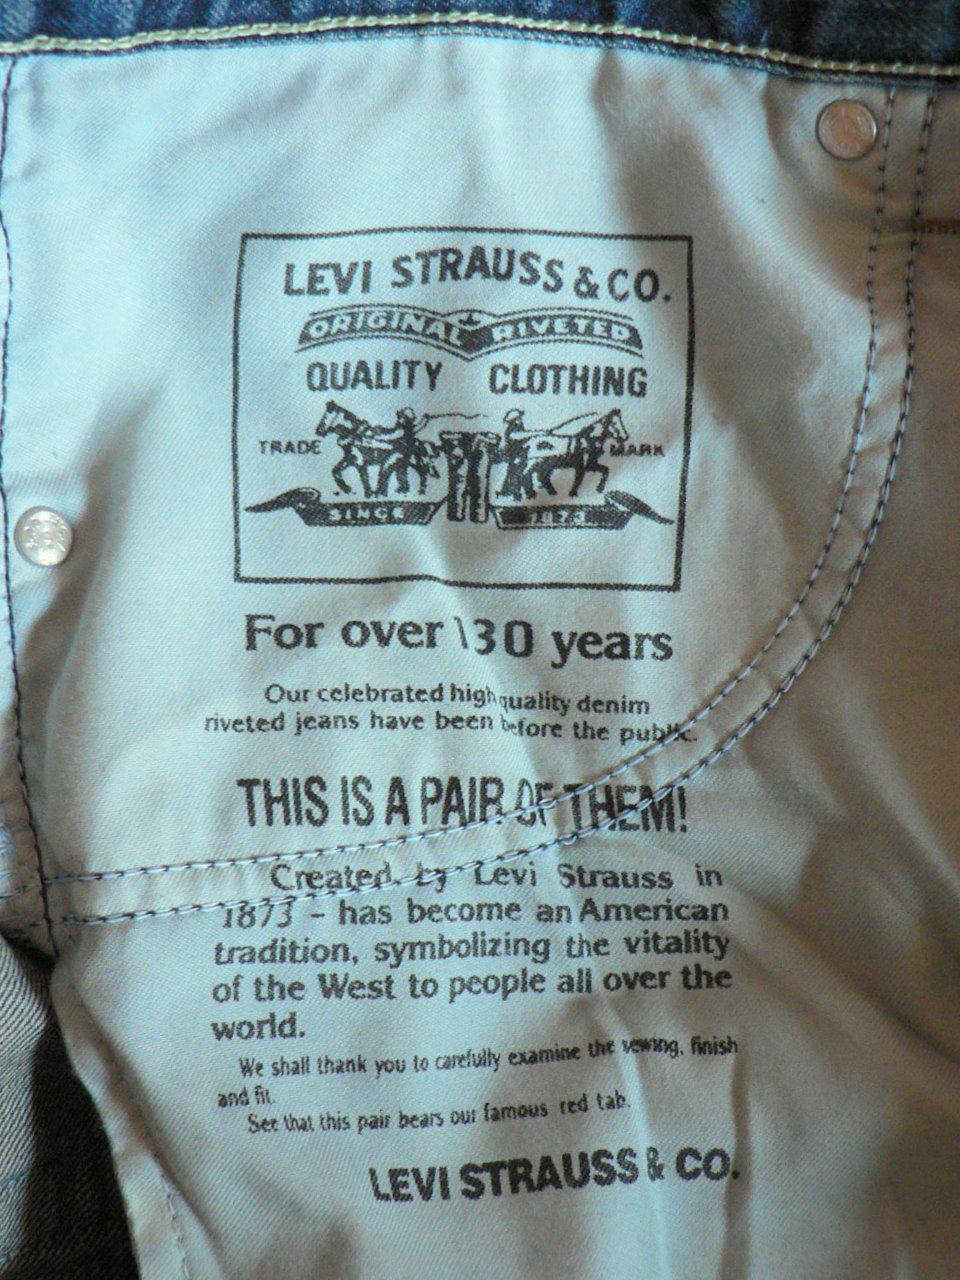 LEVI STRAUSS & CO.
ORIGINAL RIVETED
QUALITY CLOTHING
TRADE MARK
SINCE 1873
For over 130 years
Our celebrated high quality denim
riveted jeans have been before the public.
THIS IS A PAIR OF THEM!
Created by Levi Strauss in
1873 – has become an American
tradition, symbolizing the vitality
of the West to people all over the
world.
We shall thank you to carefully examine the sewing, finish
and fit.
See that this pair bears our famous red tab.
LEVI STRAUSS & CO.